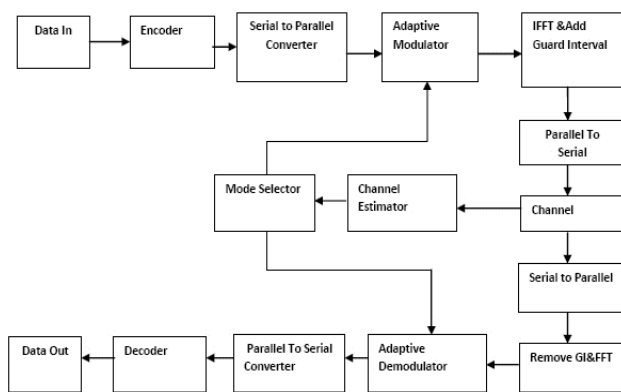 Data In
Encoder
Serial to Parallel
Converter
Adaptive
Modulator
IFFT &Add
Guard Interval
Parallel To
Serial
Mode Selector
Channel
Estimator
Channel
Serial to Parallel
Data Out
Decoder
Parallel To Serial
Converter
Adaptive
Demodulator
Remove GI&FFT